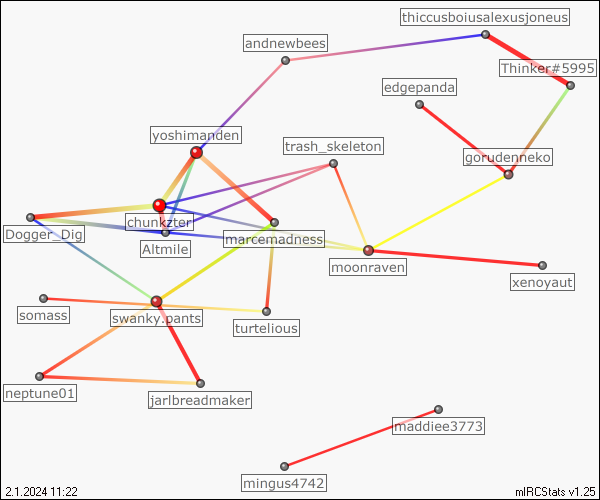 thiccusboiusalexusjoneus
andnewbees
Thinker#5995
edgepanda
yoshimanden
trash_skeleton
gorudenneko
chunkzter
Dogger_Dig
marcemadness
Altmile
moonraven
xenoyaut
somass
swanky.pants
turtelious
neptune01
jarlbreadmaker
maddiee3773
mingus4742
2.1.2024 11:22
mIRCStats v1.25